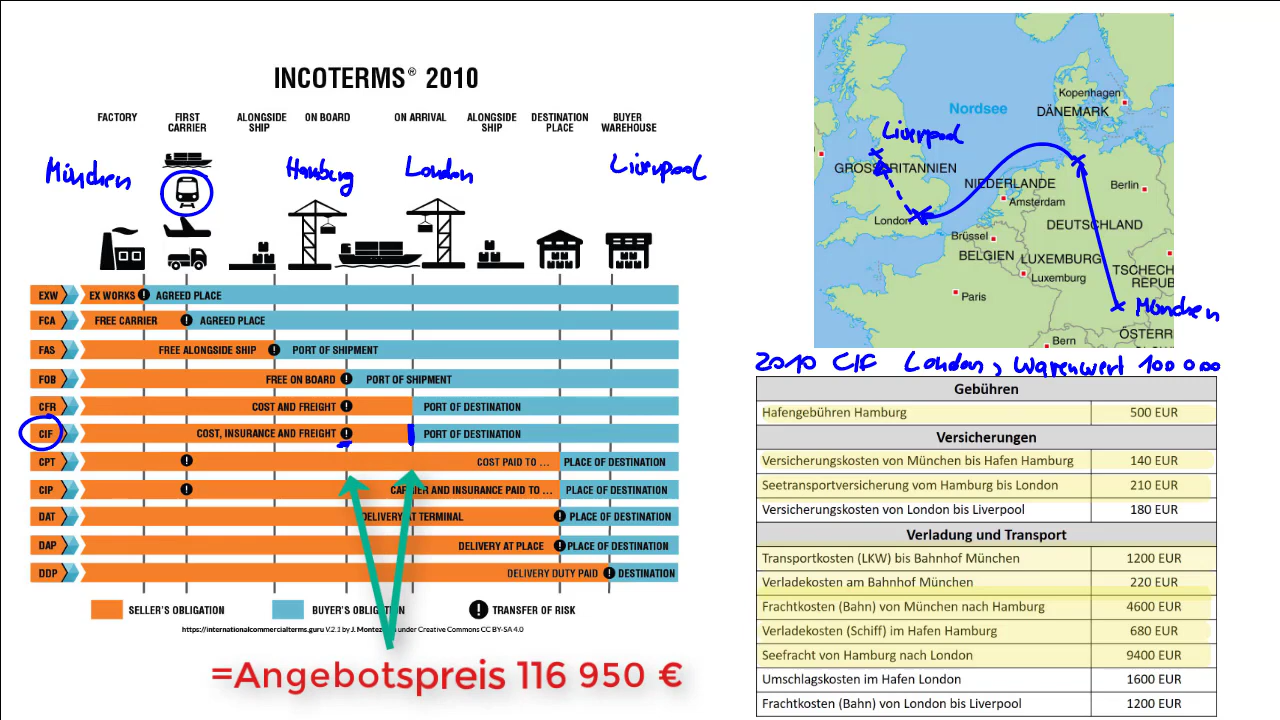 INCOTERMS® 2010
FACTORY
FIRST CARRIER
ALONGSIDE SHIP
ON BOARD
ON ARRIVAL
ALONGSIDE SHIP
DESTINATION PLACE
BUYER WAREHOUSE
München
Hamburg
London
Liverpool
EXW EX WORKS ! AGREED PLACE
FCA FREE CARRIER ! AGREED PLACE
FAS FREE ALONGSIDE SHIP ! PORT OF SHIPMENT
FOB FREE ON BOARD ! PORT OF SHIPMENT
CFR COST AND FREIGHT ! PORT OF DESTINATION
CIF COST, INSURANCE AND FREIGHT ! PORT OF DESTINATION
CPT ! COST PAID TO ... PLACE OF DESTINATION
CIP ! CARRIER AND INSURANCE PAID TO ... PLACE OF DESTINATION
DAT DELIVERY AT TERMINAL ! PLACE OF DESTINATION
DAP DELIVERY AT PLACE ! PLACE OF DESTINATION
DDP DELIVERY DUTY PAID ! DESTINATION
SELLER'S OBLIGATION
BUYER'S OBLIGATION
! TRANSFER OF RISK
https://internationalcommercialterms.guru V.2.1 by J. Montez under Creative Commons CC BY-SA 4.0
=Angebotspreis 116 950 €
Kopenhagen
Nordsee
DÄNEMARK
Liverpool
GROSSBRITANNIEN
NIEDERLANDE
Berlin
Amsterdam
London
DEUTSCHLAND
Brüssel
BELGIEN
LUXEMBURG
Luxemburg
TSCHECH
REPUB
Paris
München
ÖSTERR
Bern
2010 CIF London, Warenwert 100 000
Gebühren
Hafengebühren Hamburg 500 EUR
Versicherungen
Versicherungskosten von München bis Hafen Hamburg 140 EUR
Seetransportversicherung vom Hamburg bis London 210 EUR
Versicherungskosten von London bis Liverpool 180 EUR
Verladung und Transport
Transportkosten (LKW) bis Bahnhof München 1200 EUR
Verladekosten am Bahnhof München 220 EUR
Frachtkosten (Bahn) von München nach Hamburg 4600 EUR
Verladekosten (Schiff) im Hafen Hamburg 680 EUR
Seefracht von Hamburg nach London 9400 EUR
Umschlagskosten im Hafen London 1600 EUR
Frachtkosten (Bahn) von London bis Liverpool 1200 EUR